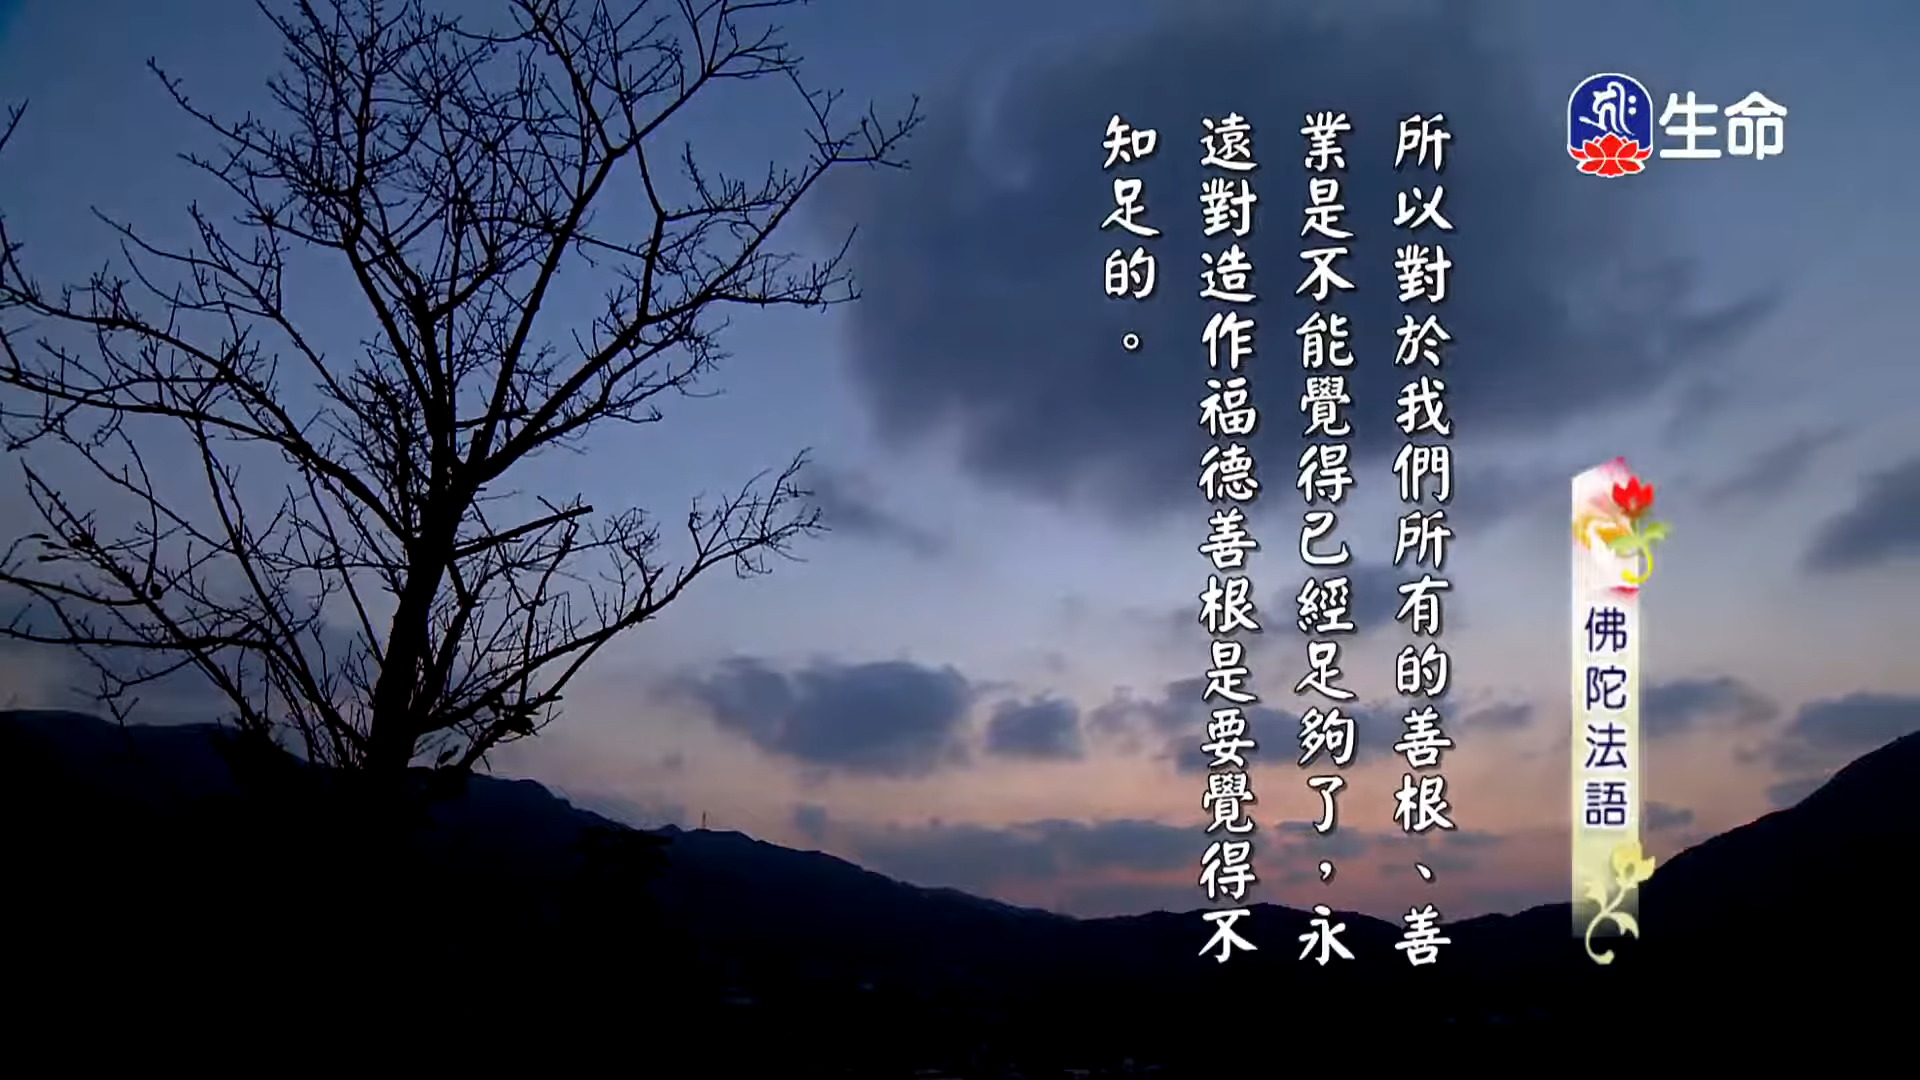 生命
所以對於我們所有的善根、善
業是不能覺得已經足夠了，永
遠對造作福德善根是要覺得不
知足的。
佛陀法語